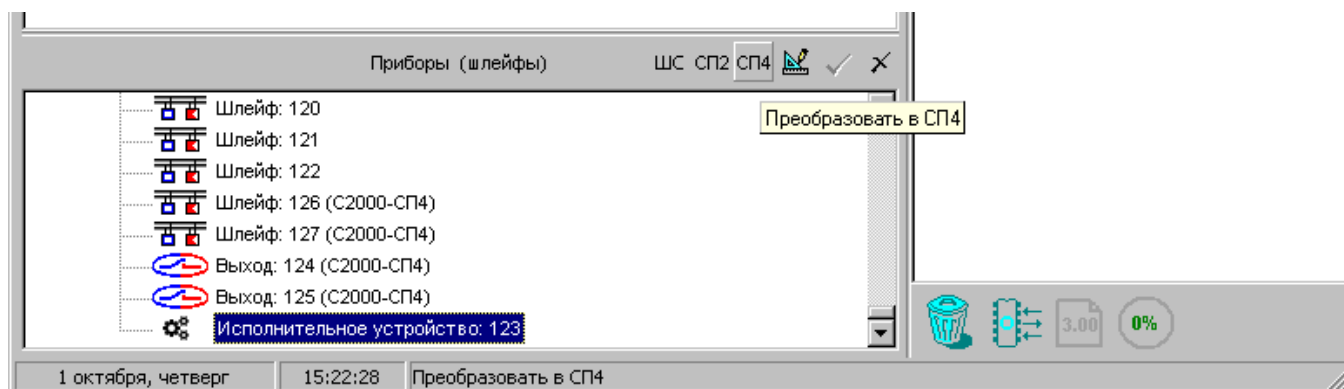 Приборы (шлейфы) ШС СП2 СП4
Преобразовать в СП4
Шлейф: 120
Шлейф: 121
Шлейф: 122
Шлейф: 126 (С2000-СП4)
Шлейф: 127 (С2000-СП4)
Выход: 124 (С2000-СП4)
Выход: 125 (С2000-СП4)
Исполнительное устройство: 123
3.00 0%
1 октября, четверг 15:22:28 Преобразовать в СП4